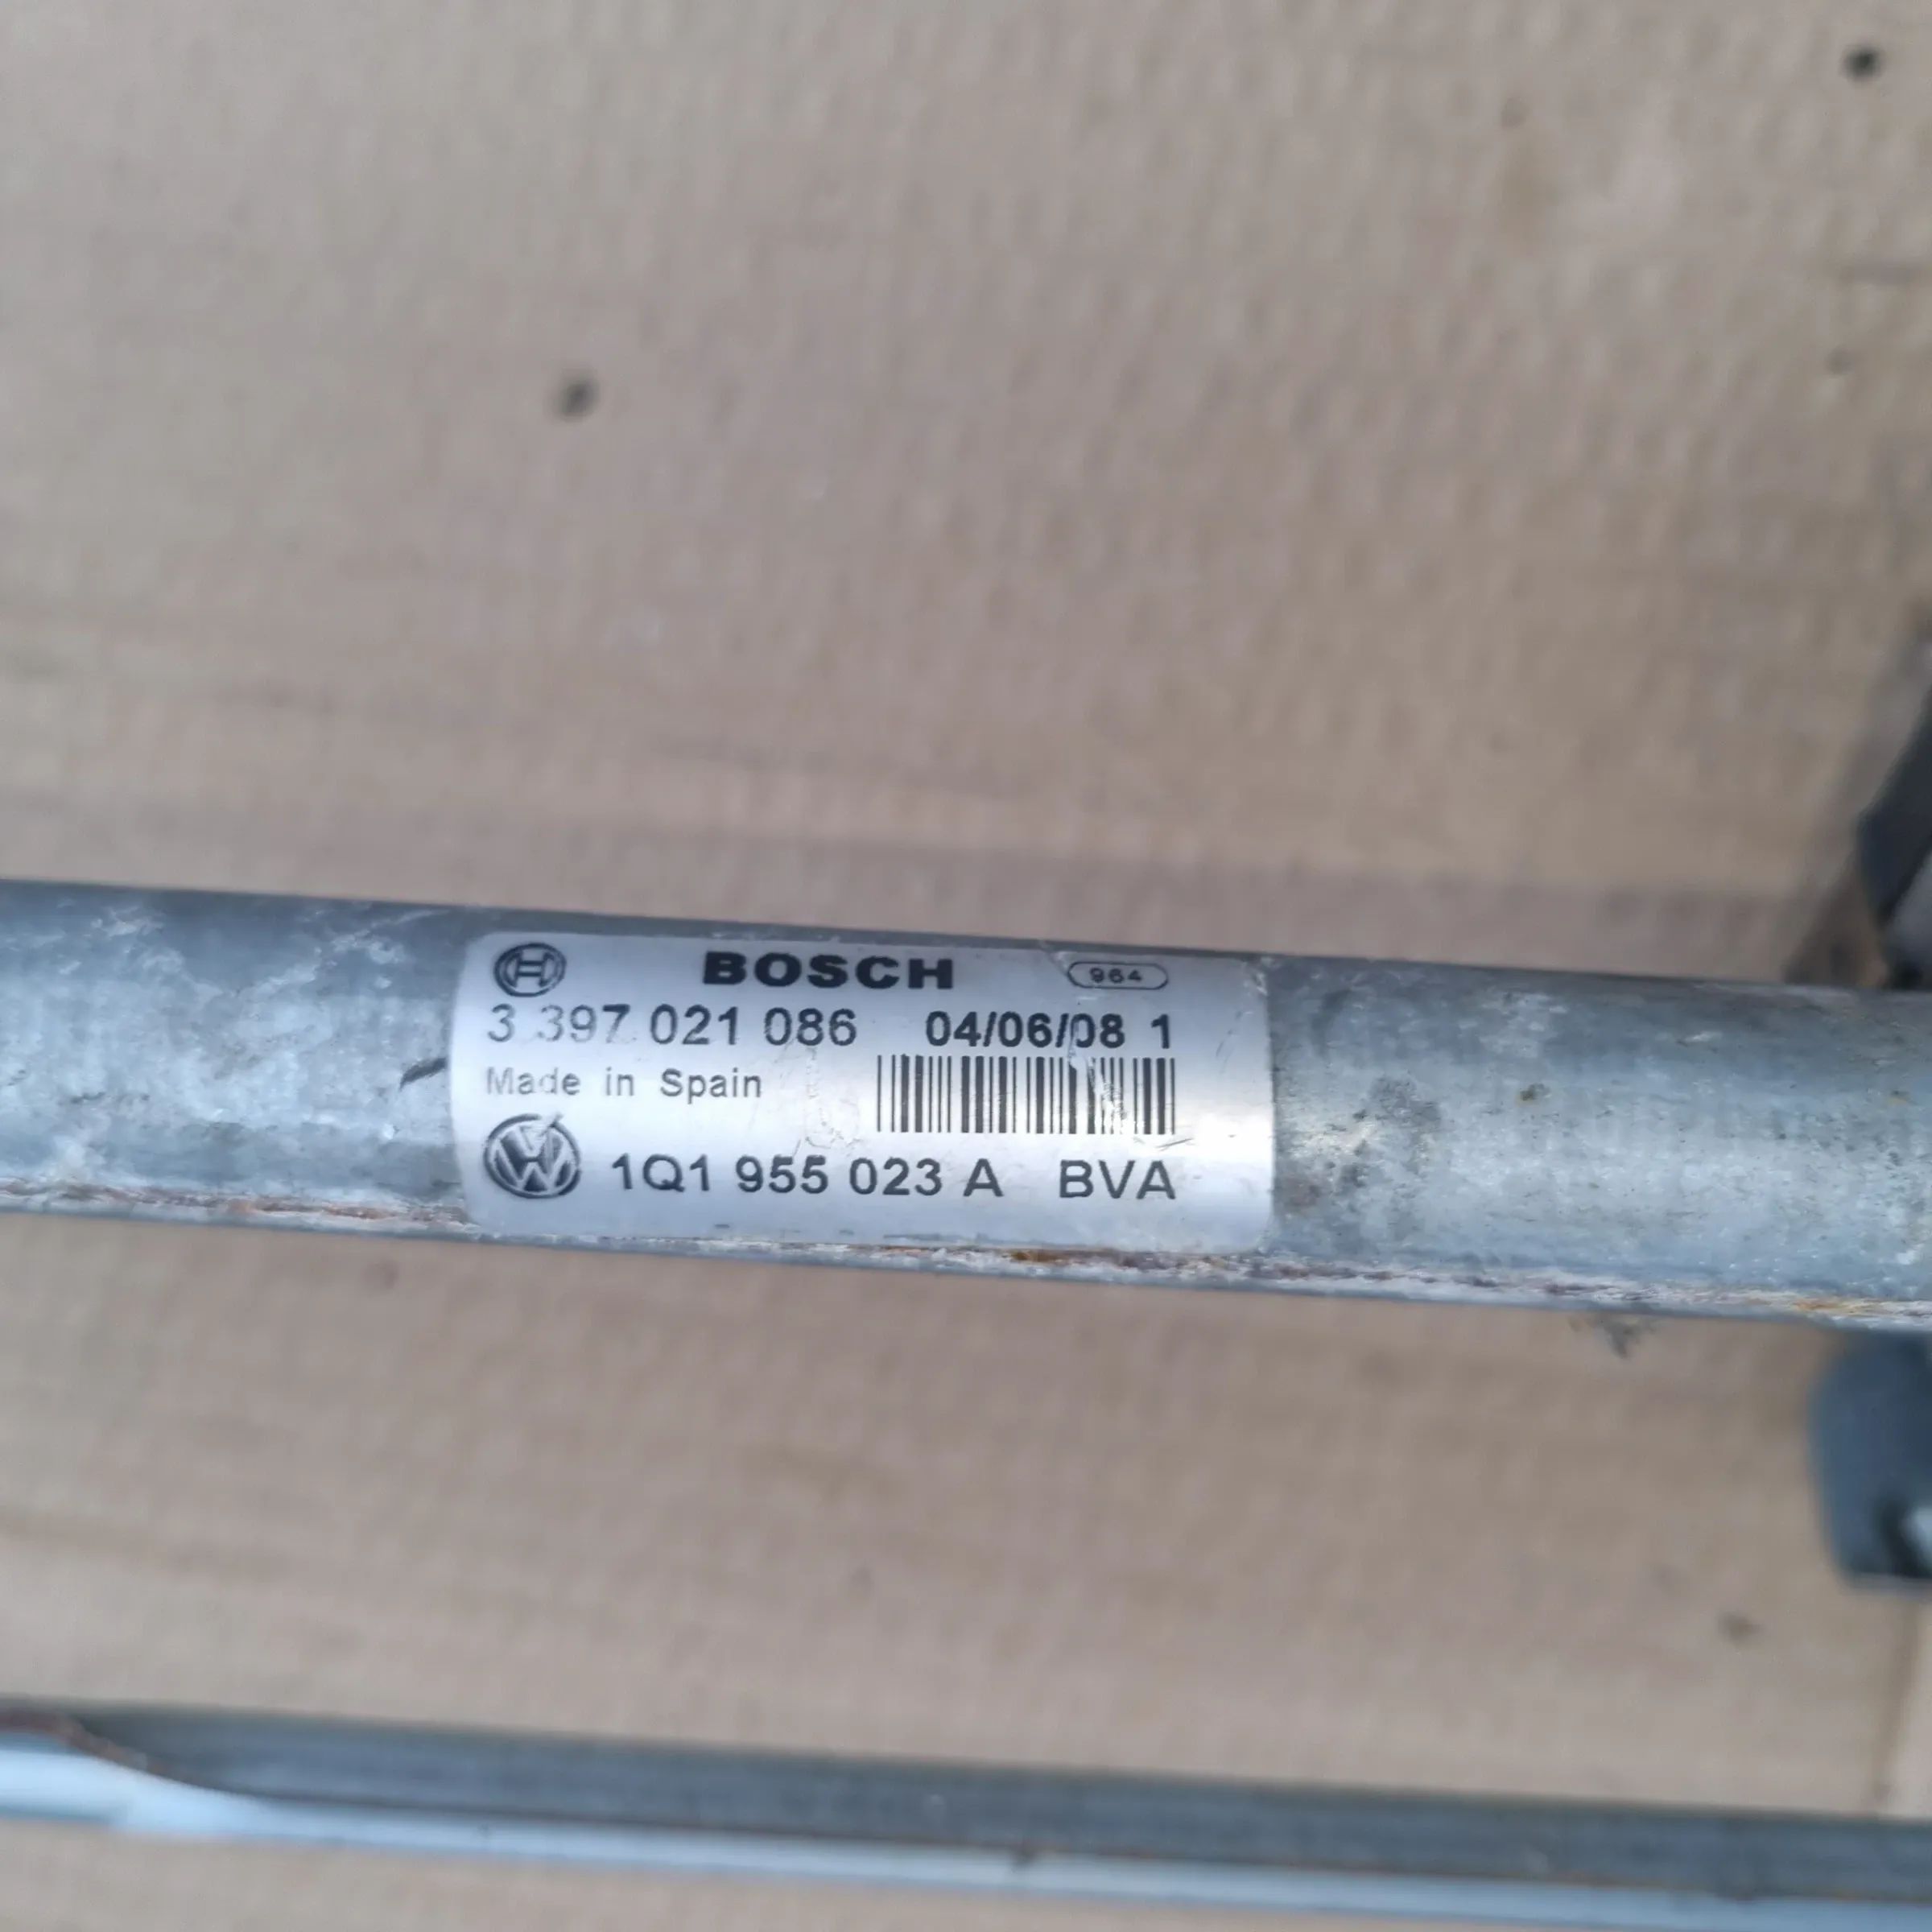 BOSCH 964
3 397 021 086 04/06/08 1
Made in Spain
1Q1 955 023 A BVA